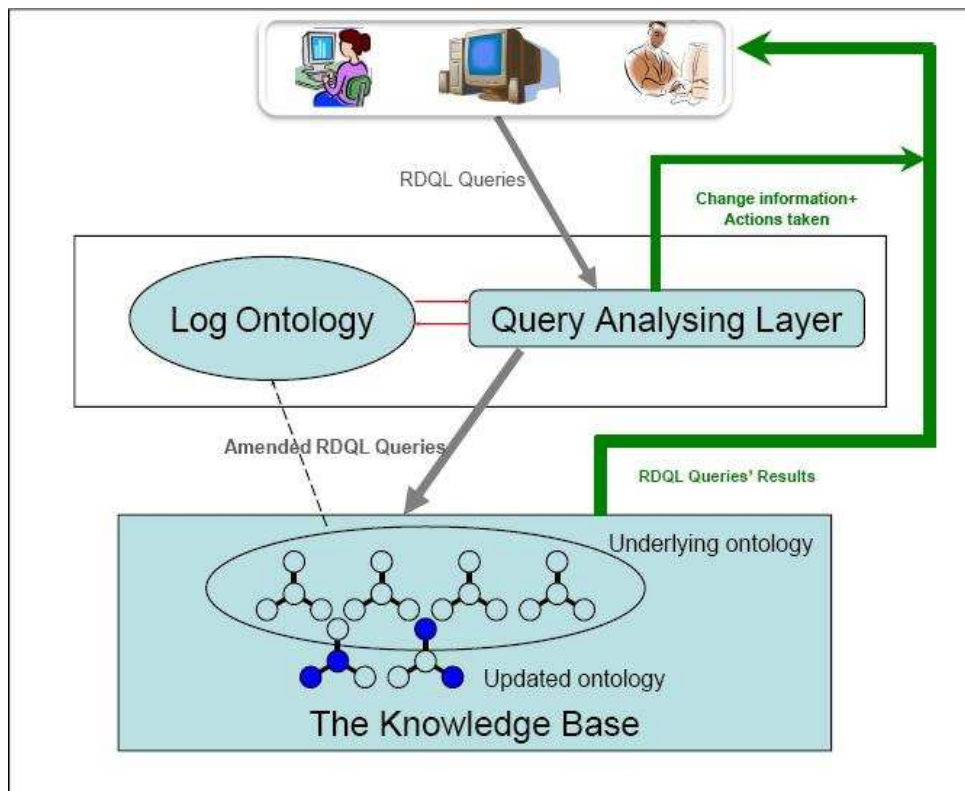 RDQL Queries
Change information+
Actions taken
Log Ontology
Query Analysing Layer
Amended RDQL Queries
RDQL Queries' Results
Underlying ontology
Updated ontology
The Knowledge Base